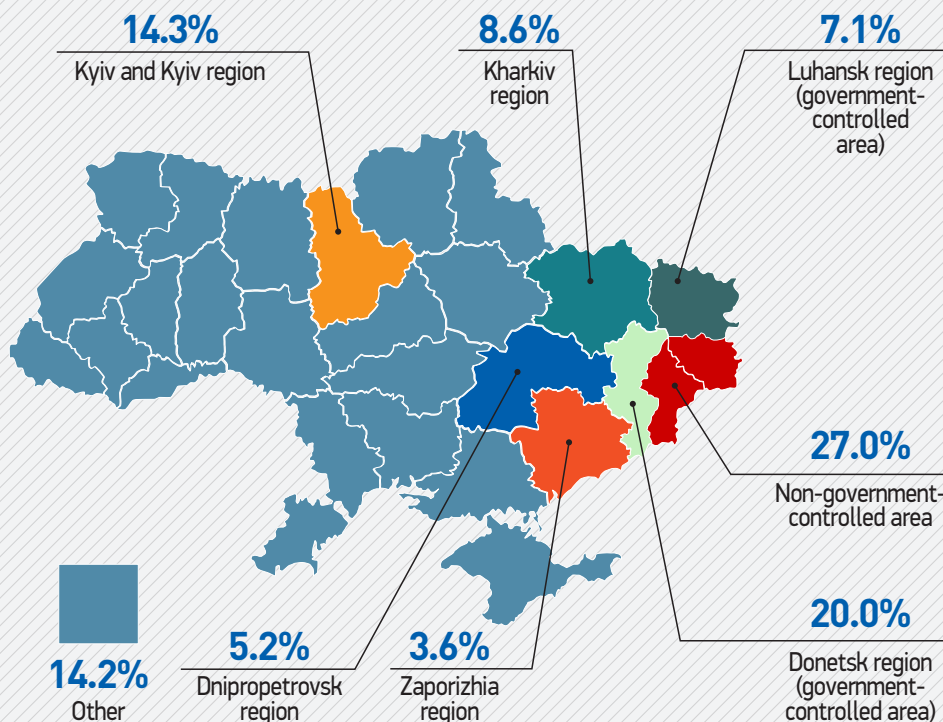 14.3%
Kyiv and Kyiv region
8.6%
Kharkiv
region
7.1%
Luhansk region
(government-
controlled
area)
27.0%
Non-government-
controlled area
20.0%
Donetsk region
(government-
controlled area)
3.6%
Zaporizhia
region
5.2%
Dnipropetrovsk
region
14.2%
Other